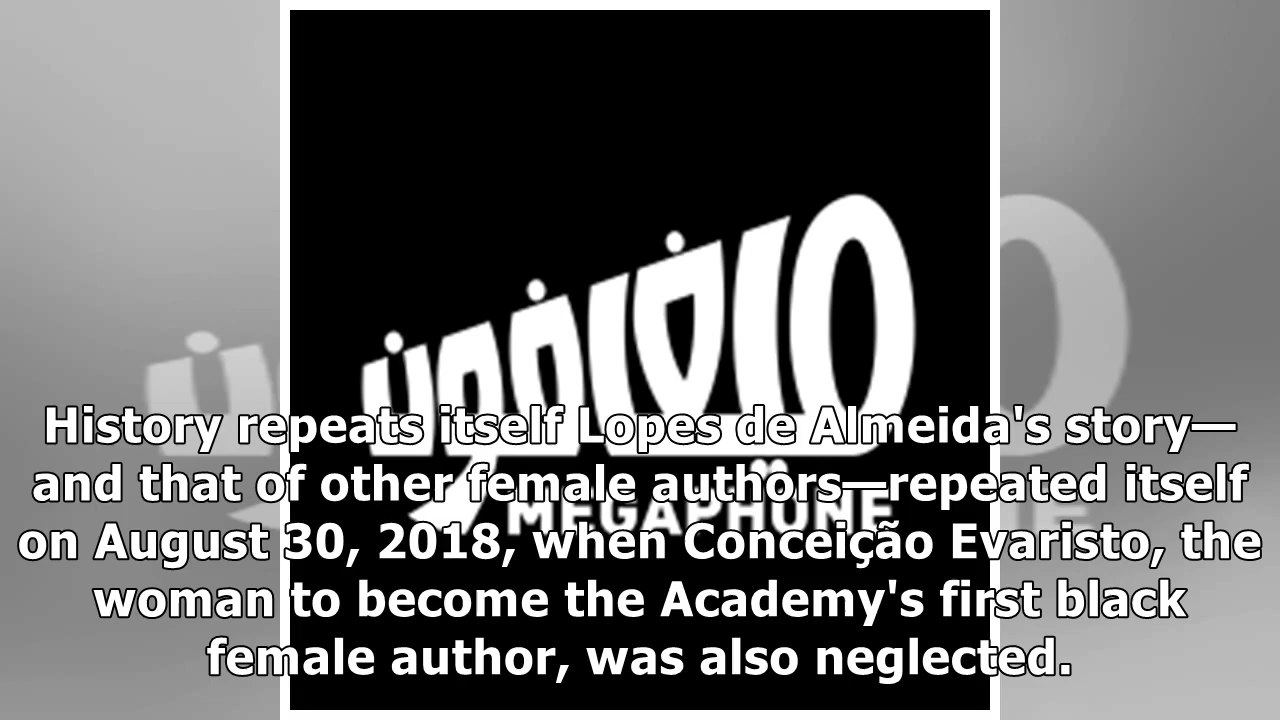 ميغافون
MEGAPHONE
History repeats itself Lopes de Almeida's story—
and that of other female authors—repeated itself
on August 30, 2018, when Conceição Evaristo, the
woman to become the Academy's first black
female author, was also neglected.